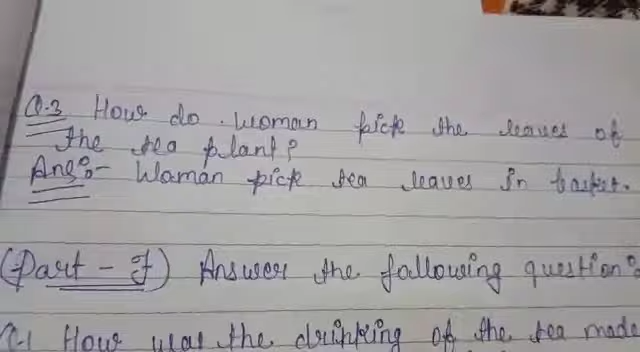 Q.3 How do woman pick the leaves of
the tea plant?
Ans:- Waman pick tea leaves in basket.
(Part - J) Answer the following question:
Q.1 How was the drinking of the tea made